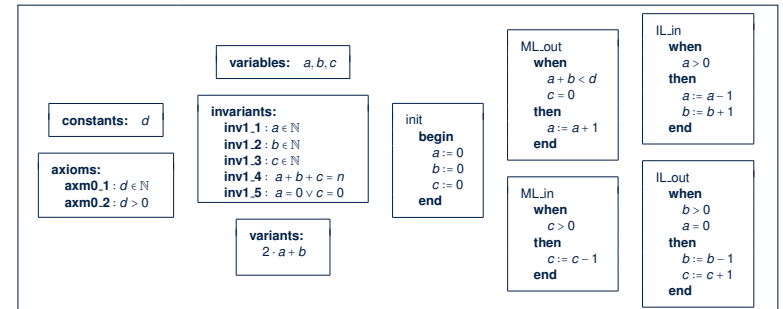 constants: d
axioms:
axm0_1 : d ∈ ℕ
axm0_2 : d > 0
variables: a, b, c
invariants:
inv1_1 : a ∈ ℕ
inv1_2 : b ∈ ℕ
inv1_3 : c ∈ ℕ
inv1_4 : a + b + c = n
inv1_5 : a = 0 ∨ c = 0
variants:
2 · a + b
init
begin
a := 0
b := 0
c := 0
end
ML_out
when
a + b < d
c = 0
then
a := a + 1
end
ML_in
when
c > 0
then
c := c − 1
end
IL_in
when
a > 0
then
a := a − 1
b := b + 1
end
IL_out
when
b > 0
a = 0
then
b := b − 1
c := c + 1
end